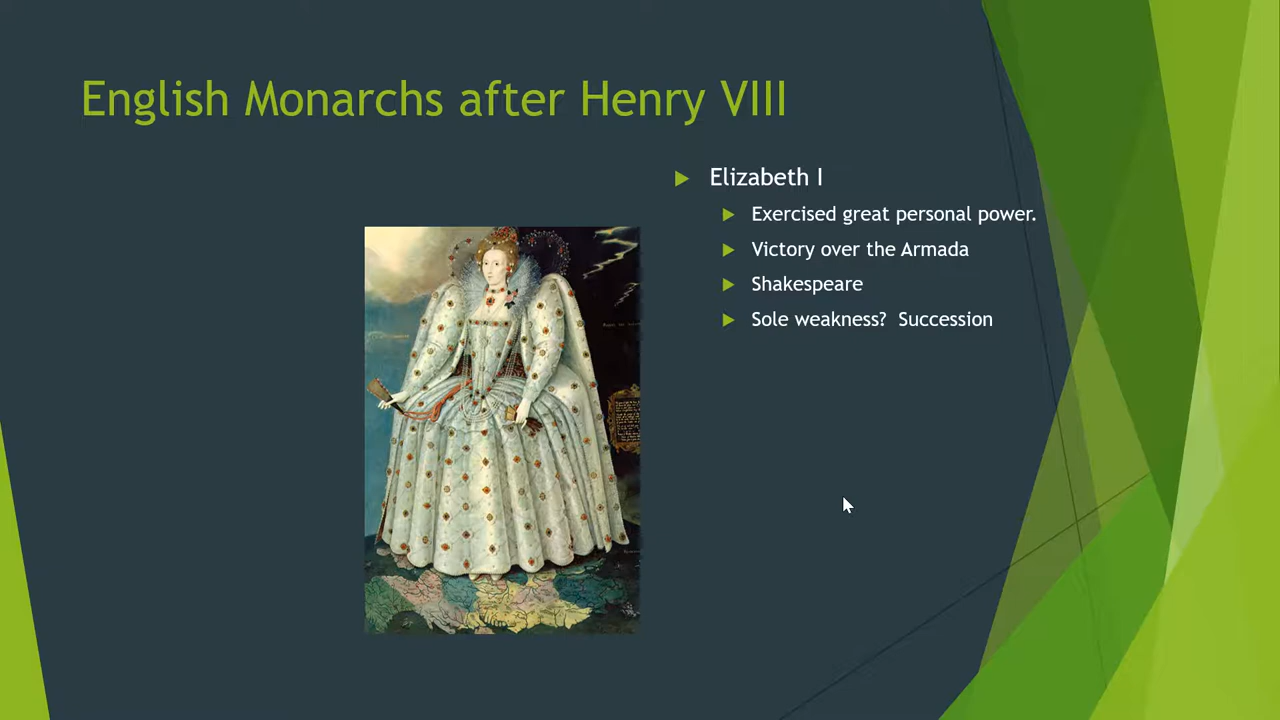 English Monarchs after Henry VIII
Elizabeth I
Exercised great personal power.
Victory over the Armada
Shakespeare
Sole weakness?  Succession